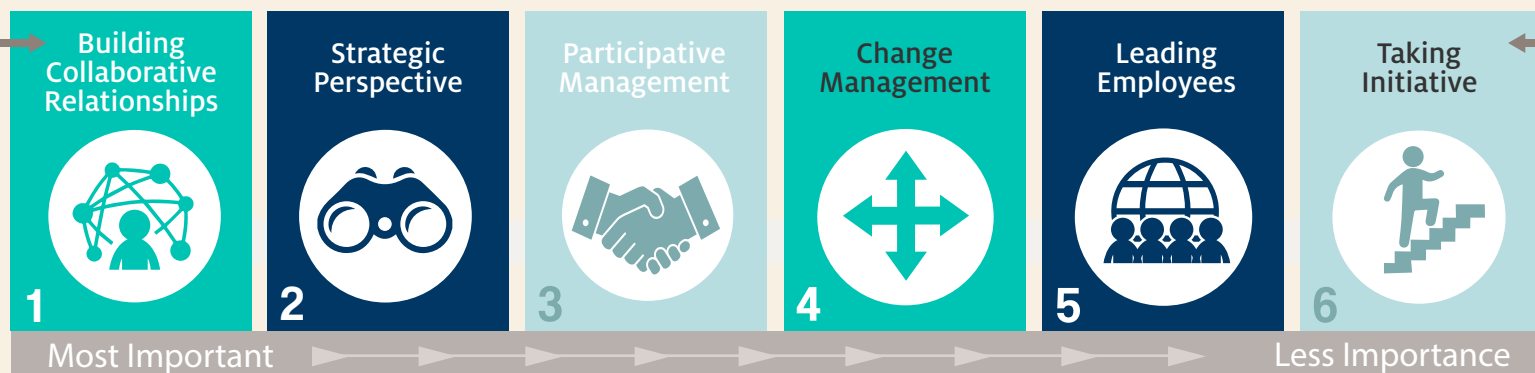 Building
Collaborative
Relationships
1
Strategic
Perspective
2
Participative
Management
3
Change
Management
4
Leading
Employees
5
Taking
Initiative
6
Most Important
Less Importance